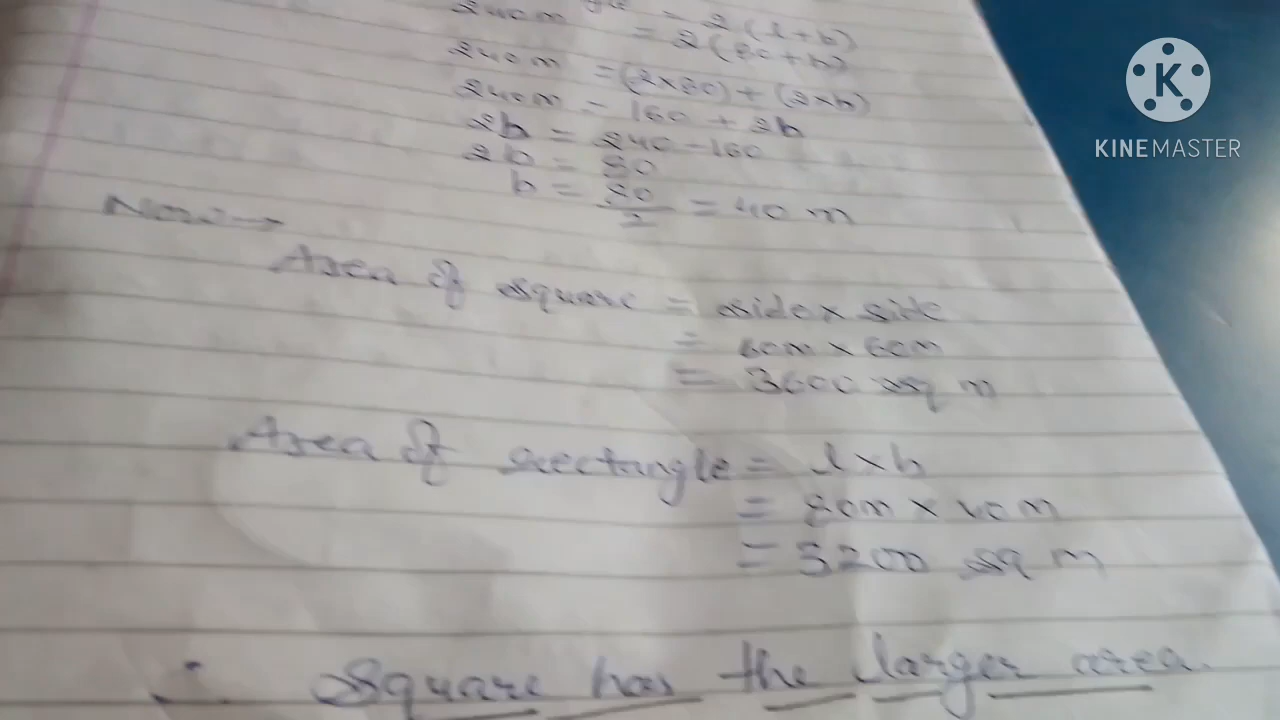 240m = 2 (l+b)
= 2 (80+b)
240m = (2×80) + (2×b)
240m = 160 + 2b
2b = 240-160
2b = 80
b = 80/2 = 40 m
Now→
Area of square = side × side
= 60m × 60m
= 3600 sq m
Area of rectangle = l × b
= 80m × 40m
= 3200 sq m
∴ Square has the larger area.
K
KINEMASTER